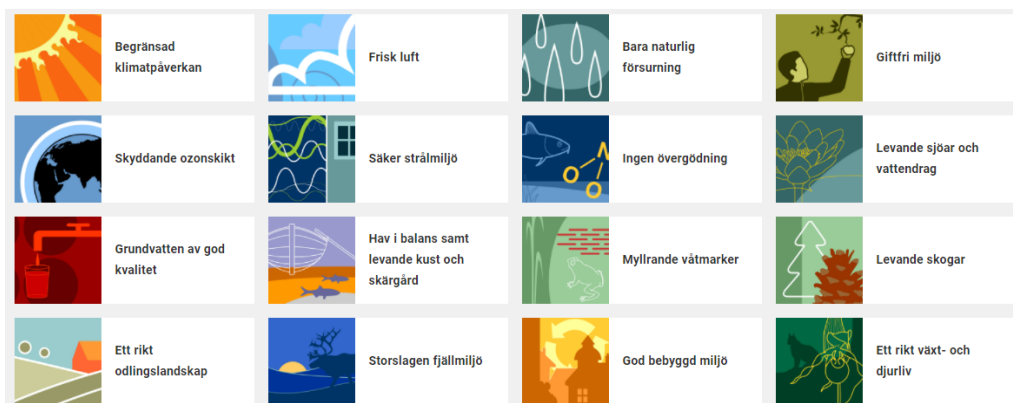 Begränsad
klimatpåverkan
Frisk luft
Bara naturlig
försurning
Giftfri miljö
Skyddande ozonskikt
Säker strålmiljö
Ingen övergödning
N
O
O
Levande sjöar och
vattendrag
Grundvatten av god
kvalitet
Hav i balans samt
levande kust och
skärgård
Myllrande våtmarker
Levande skogar
Ett rikt
odlingslandskap
Storslagen fjällmiljö
God bebyggd miljö
Ett rikt växt- och
djurliv